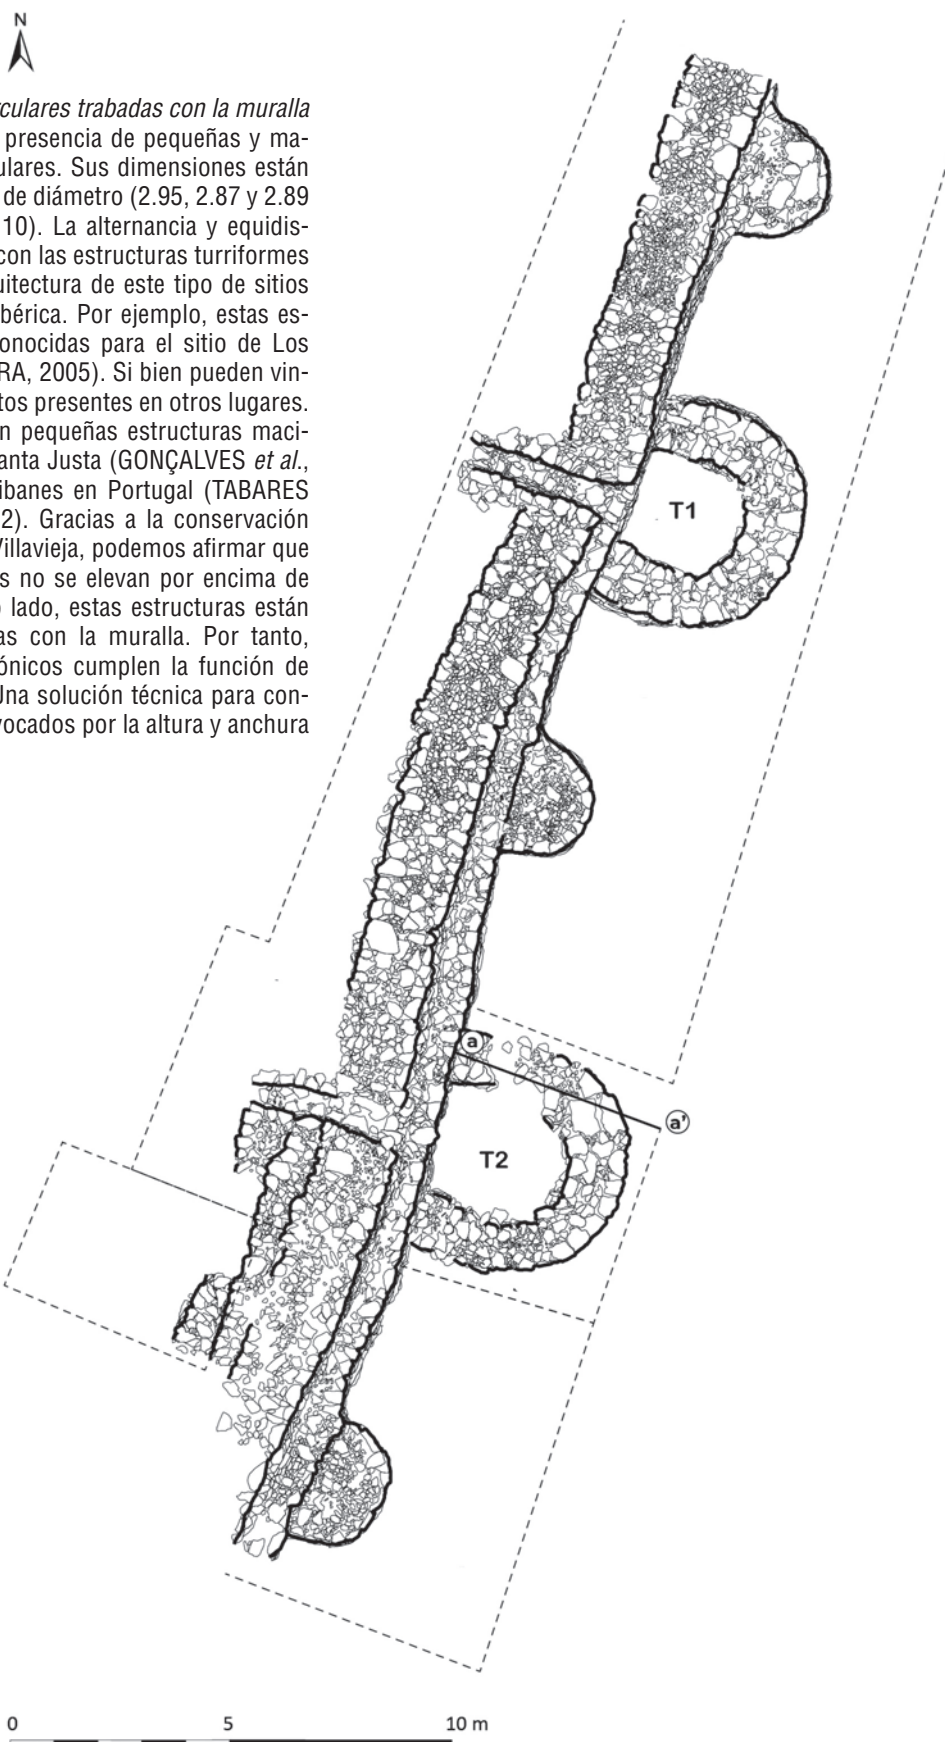 N
rculares trabadas con la muralla
presencia de pequeñas y ma-
ulares. Sus dimensiones están
de diámetro (2.95, 2.87 y 2.89
10). La alternancia y equidis-
con las estructuras turriformes
uitectura de este tipo de sitios
bérica. Por ejemplo, estas es-
onocidas para el sitio de Los
RA, 2005). Si bien pueden vin-
tos presentes en otros lugares.
n pequeñas estructuras maci-
anta Justa (GONÇALVES et al.,
ibanes en Portugal (TABARES
2). Gracias a la conservación
Villavieja, podemos afirmar que
s no se elevan por encima de
o lado, estas estructuras están
as con la muralla. Por tanto,
ónicos cumplen la función de
Una solución técnica para con-
vocados por la altura y anchura
T1
a
a'
T2
0 5 10 m